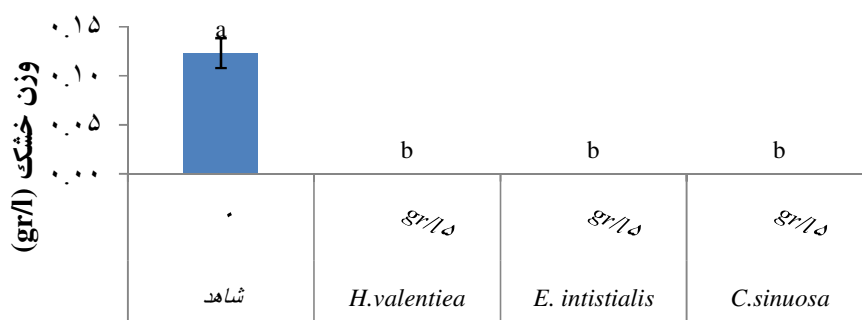 وزن خشک (gr/l)
۰.۱۵
۰.۱۰
۰.۰۵
۰.۰۰
a
b
b
b
۰
gr/l ۵
gr/l ۵
gr/l ۵
شاهد
H.valentiea
E. intistialis
C.sinuosa